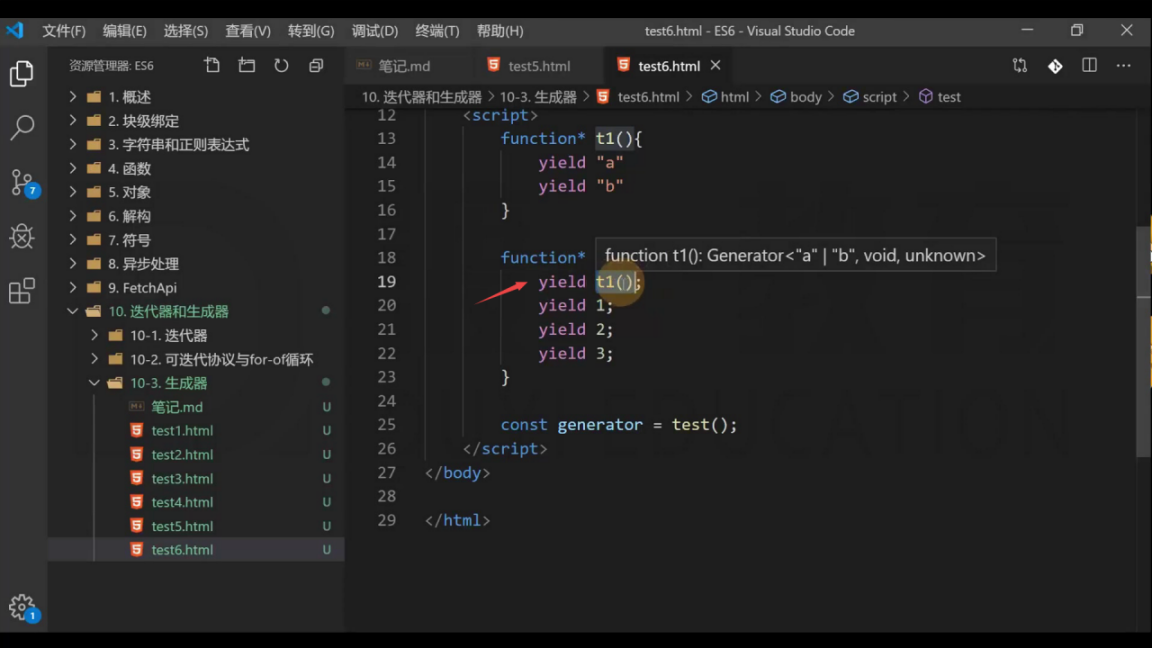 文件(F) 编辑(E) 选择(S) 查看(V) 转到(G) 调试(D) 终端(T) 帮助(H) test6.html - ES6 - Visual Studio Code
资源管理器: ES6
笔记.md test5.html test6.html
10. 迭代器和生成器 > 10-3. 生成器 > test6.html > html > body > script > test
1. 概述
2. 块级绑定
3. 字符串和正则表达式
4. 函数
5. 对象
6. 解构
7. 符号
8. 异步处理
9. FetchApi
10. 迭代器和生成器
10-1. 迭代器
10-2. 可迭代协议与for-of循环
10-3. 生成器
笔记.md U
test1.html U
test2.html U
test3.html U
test4.html U
test5.html U
test6.html U
7
1
12 <script>
13 function* t1(){
14 yield "a"
15 yield "b"
16 }
17
18 function*
function t1(): Generator<"a" | "b", void, unknown>
19 yield t1();
20 yield 1;
21 yield 2;
22 yield 3;
23 }
24
25 const generator = test();
26 </script>
27 </body>
28
29 </html>